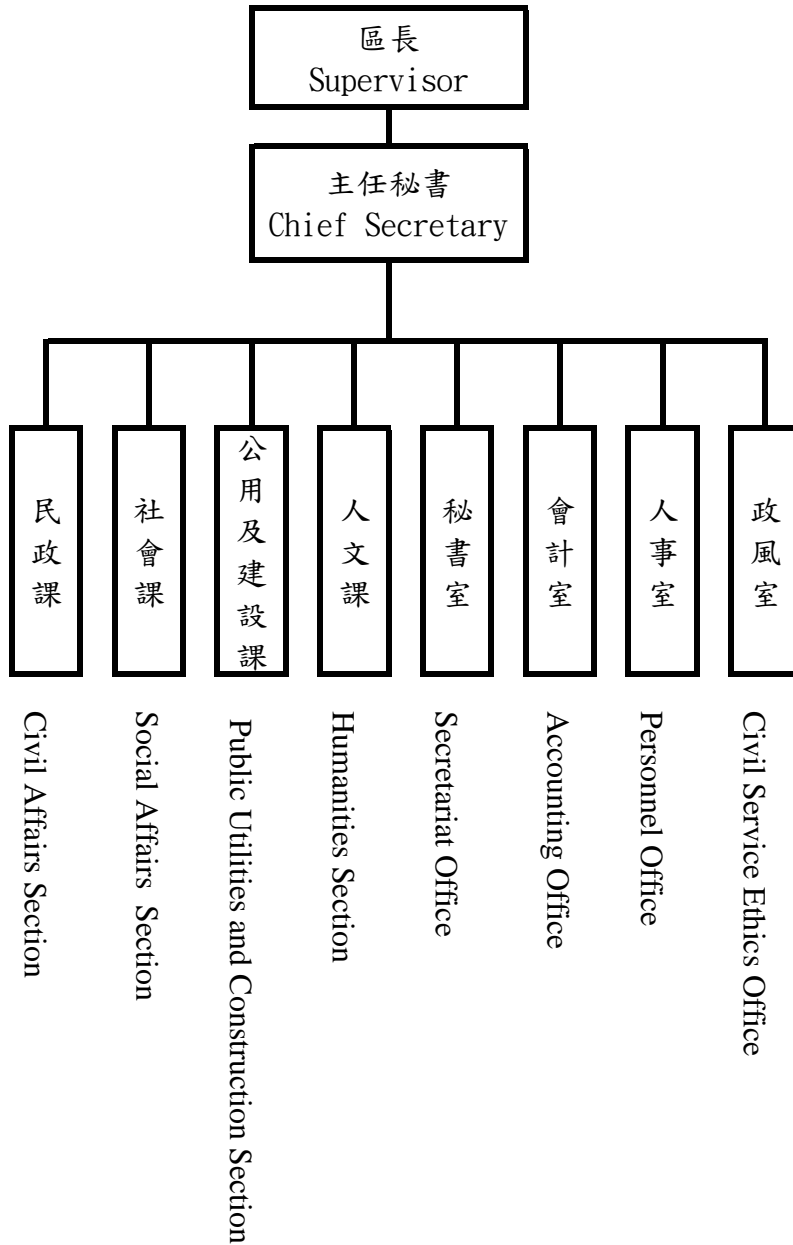 區長
Supervisor
主任秘書
Chief Secretary
民政課
社會課
公用及建設課
人文課
秘書室
會計室
人事室
政風室
Civil Affairs Section
Social Affairs Section
Public Utilities and Construction Section
Humanities Section
Secretariat Office
Accounting Office
Personnel Office
Civil Service Ethics Office